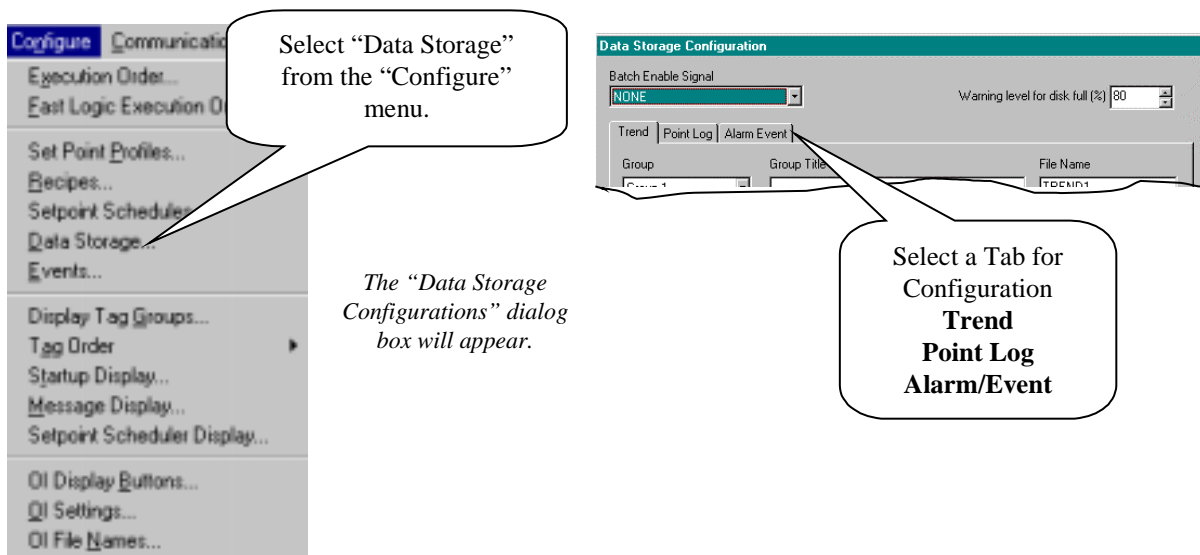 Configure Communicatio
Execution Order...
Fast Logic Execution O
Set Point Profiles...
Recipes...
Setpoint Schedules
Data Storage...
Events...
Display Tag Groups...
Tag Order
Startup Display...
Message Display...
Setpoint Scheduler Display...
OI Display Buttons...
OI Settings...
OI File Names...
Select “Data Storage”
from the “Configure”
menu.
The “Data Storage
Configurations” dialog
box will appear.
Data Storage Configuration
Batch Enable Signal
NONE
Warning level for disk full (%) 80
Trend Point Log Alarm Event
Group Group Title File Name
Group 1 TREND1
Select a Tab for
Configuration
Trend
Point Log
Alarm/Event